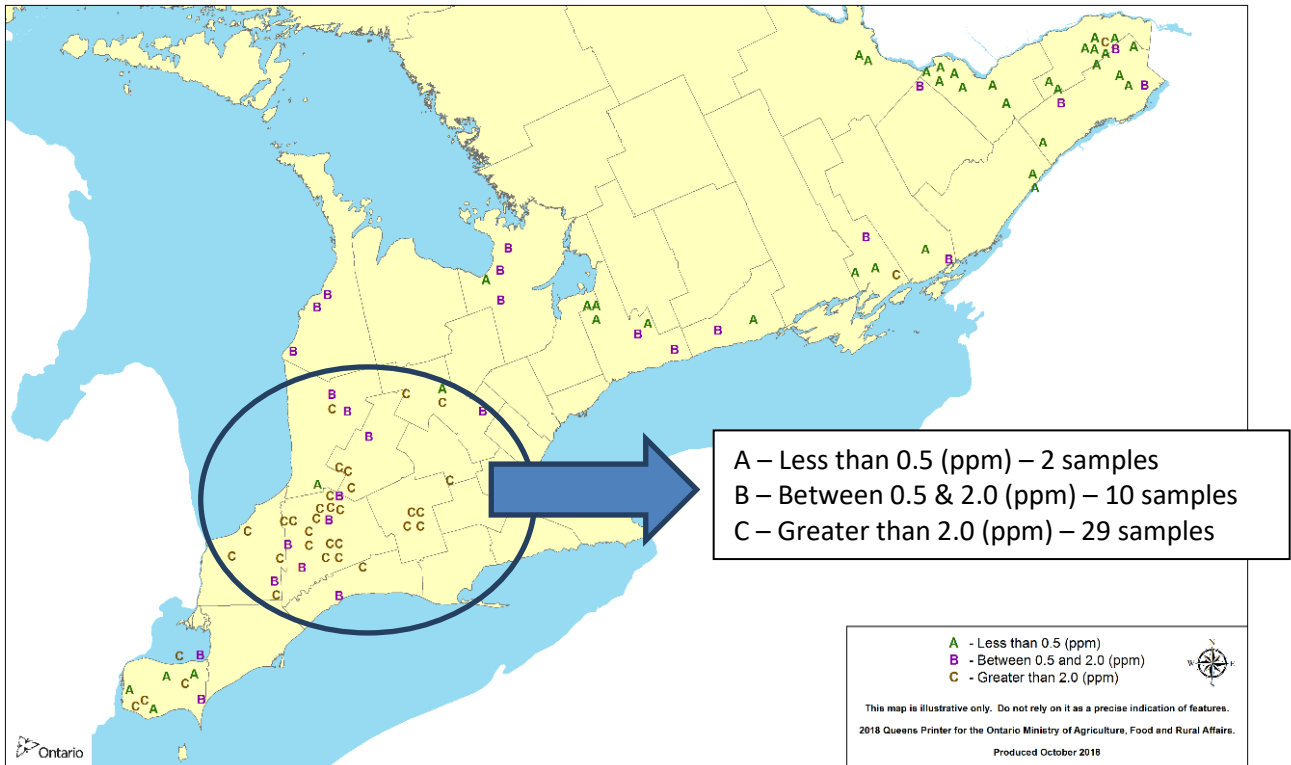 A A
C
A A B A
A
A A
A
A
A A
A
A A
B A A A A B
A B
A
A
A
B
B A
B
B A A C
A
B
B B
AA
A A A
B B
B
B
B C A
C B B C
B
C C
C
C
A
C B
C C C
CC C B
CC
C C C
C
C C C
B
C C C C C
B C
B
C B
C B
A A
C
A
C C B
A
A – Less than 0.5 (ppm) – 2 samples
B – Between 0.5 & 2.0 (ppm) – 10 samples
C – Greater than 2.0 (ppm) – 29 samples
A - Less than 0.5 (ppm)
B - Between 0.5 and 2.0 (ppm)
C - Greater than 2.0 (ppm)
N
W E
S
This map is illustrative only. Do not rely on it as a precise indication of features.
2018 Queens Printer for the Ontario Ministry of Agriculture, Food and Rural Affairs.
Produced October 2018
Ontario